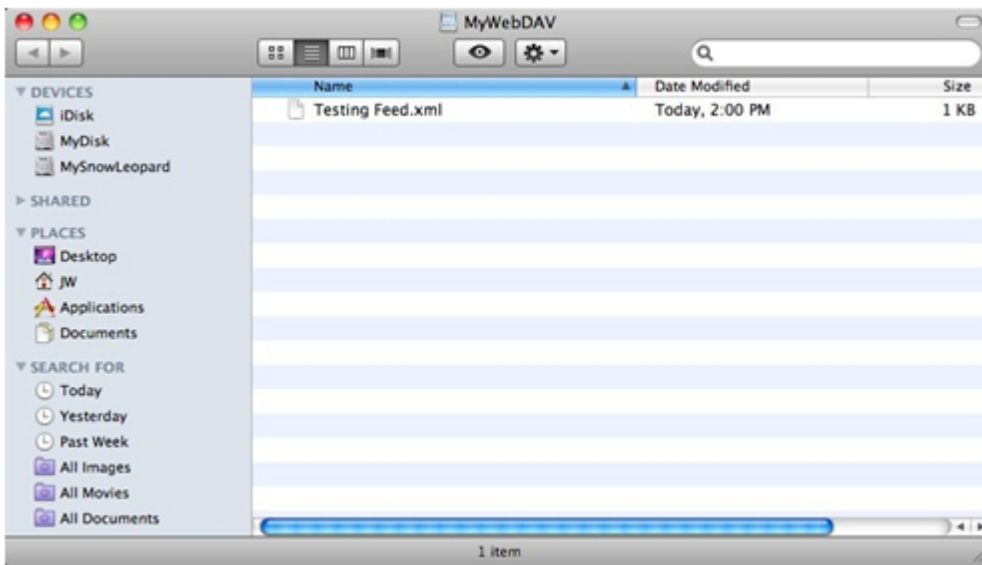 MyWebDAV
DEVICES
iDisk
MyDisk
MySnowLeopard
SHARED
PLACES
Desktop
JW
Applications
Documents
SEARCH FOR
Today
Yesterday
Past Week
All Images
All Movies
All Documents
Name Date Modified Size
Testing Feed.xml Today, 2:00 PM 1 KB
1 item